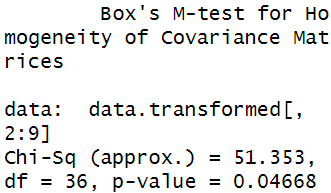 Box's M-test for Ho
mogeneity of Covariance Mat
rices
data:  data.transformed[,
2:9]
Chi-Sq (approx.) = 51.353,
df = 36, p-value = 0.04668